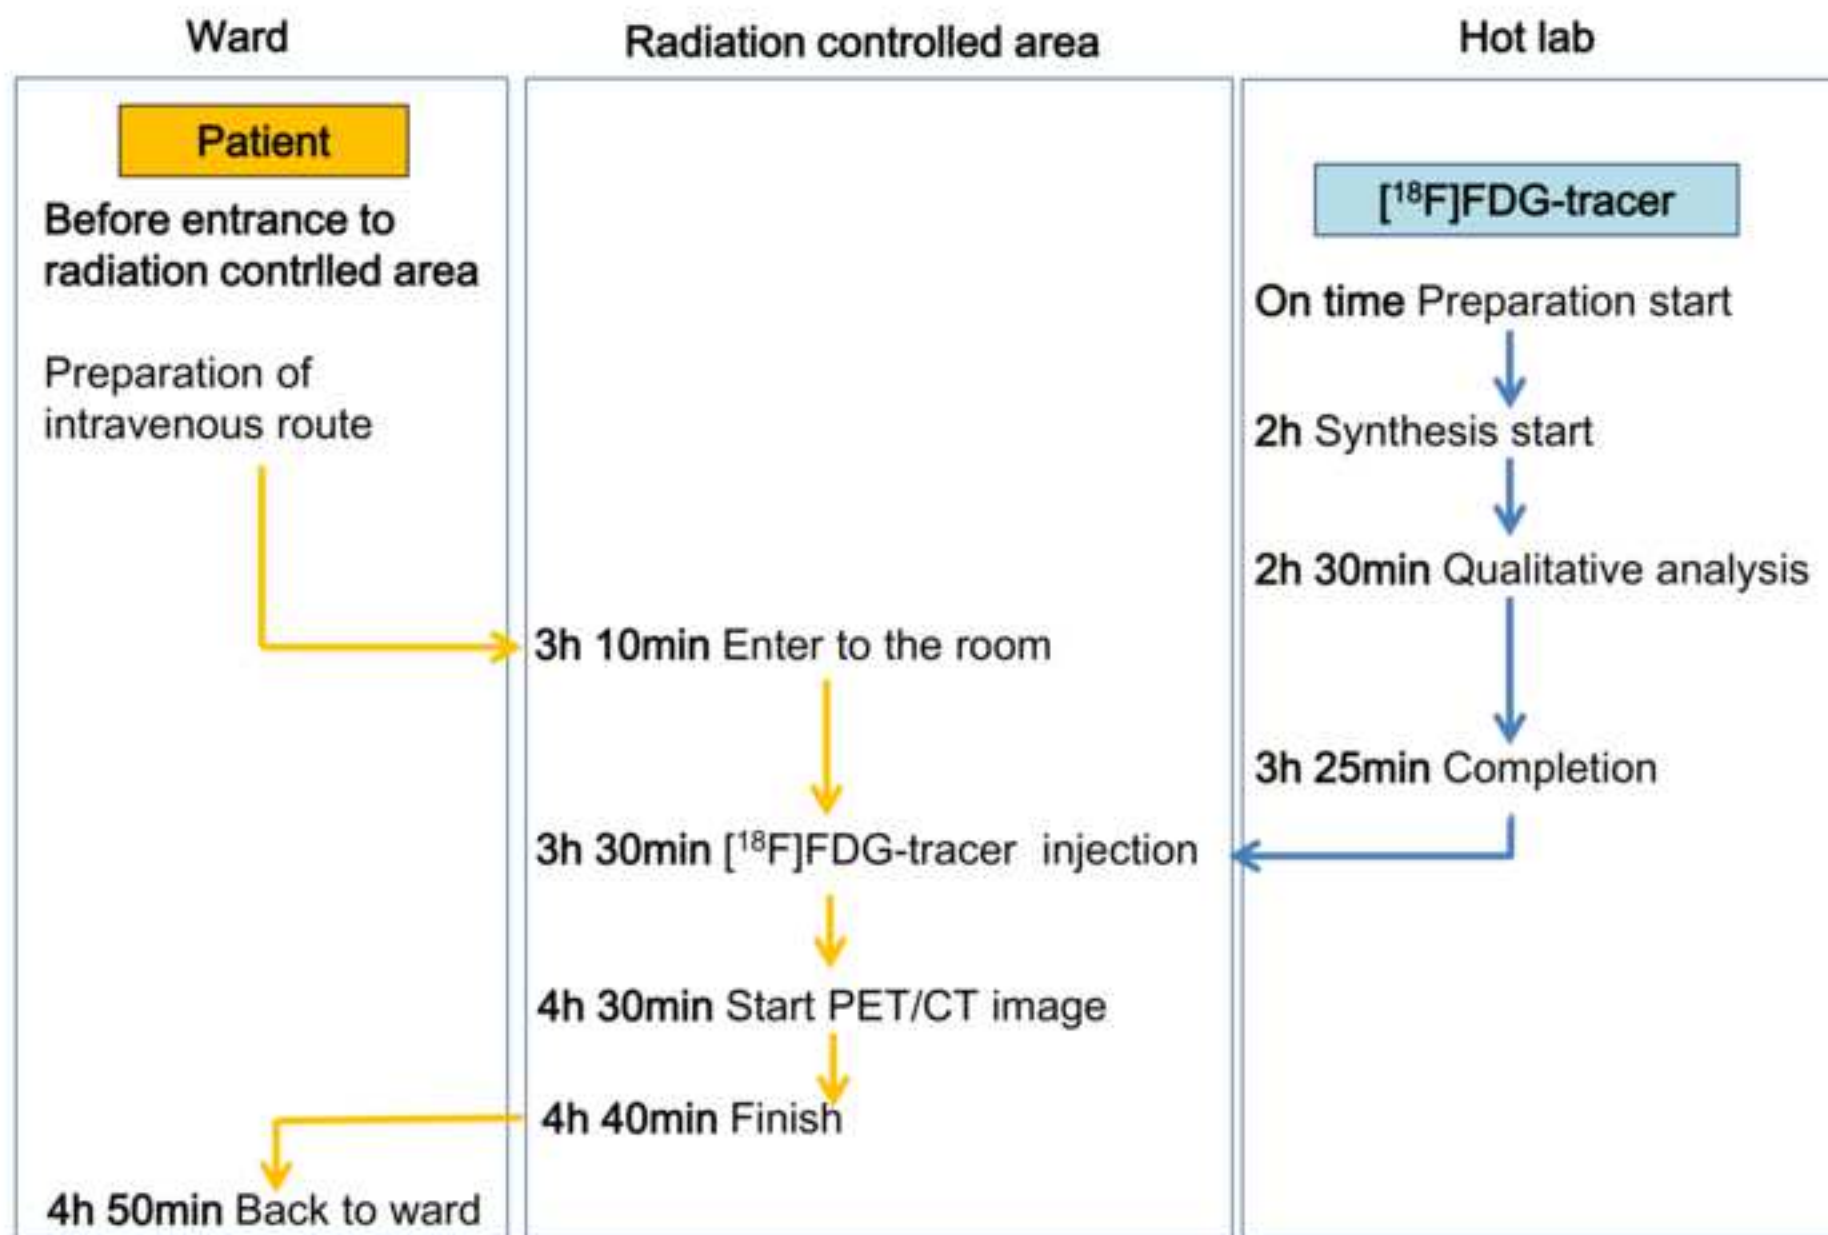 Ward
Patient
Before entrance to
radiation contrlled area
Preparation of
intravenous route
4h 50min Back to ward
Radiation controlled area
3h 10min Enter to the room
3h 30min [¹⁸F]FDG-tracer injection
4h 30min Start PET/CT image
4h 40min Finish
Hot lab
[¹⁸F]FDG-tracer
On time Preparation start
2h Synthesis start
2h 30min Qualitative analysis
3h 25min Completion